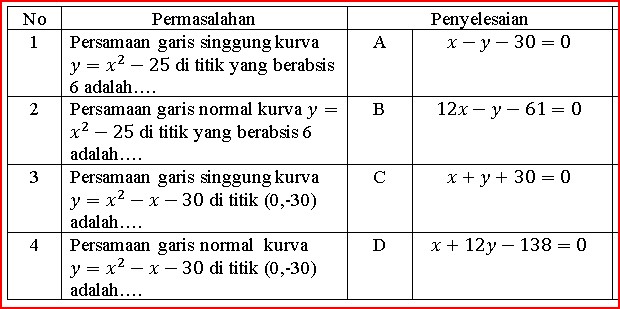 No Permasalahan Penyelesaian
1 Persamaan garis singgung kurva A x − y − 30 = 0
y = x² − 25 di titik yang berabsis
6 adalah….
2 Persamaan garis normal kurva y = B 12x − y − 61 = 0
x² − 25 di titik yang berabsis 6
adalah….
3 Persamaan garis singgung kurva C x + y + 30 = 0
y = x² − x − 30 di titik (0,-30)
adalah….
4 Persamaan garis normal kurva D x + 12y − 138 = 0
y = x² − x − 30 di titik (0,-30)
adalah….